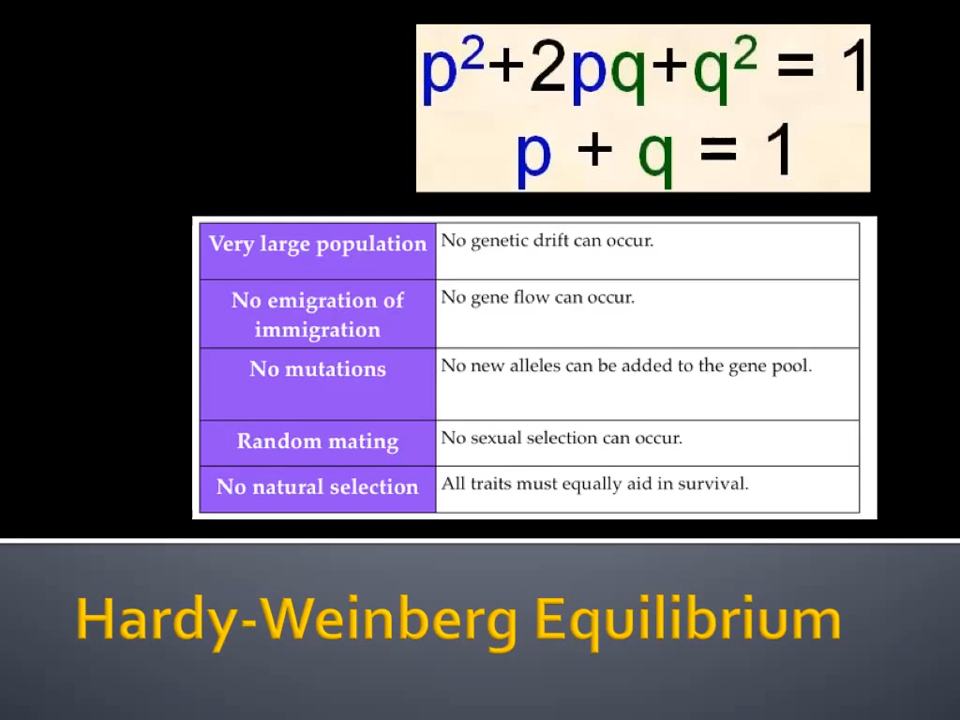 p²+2pq+q² = 1
p + q = 1
Very large population No genetic drift can occur.
No emigration of No gene flow can occur.
immigration
No mutations No new alleles can be added to the gene pool.
Random mating No sexual selection can occur.
No natural selection All traits must equally aid in survival.
Hardy-Weinberg Equilibrium